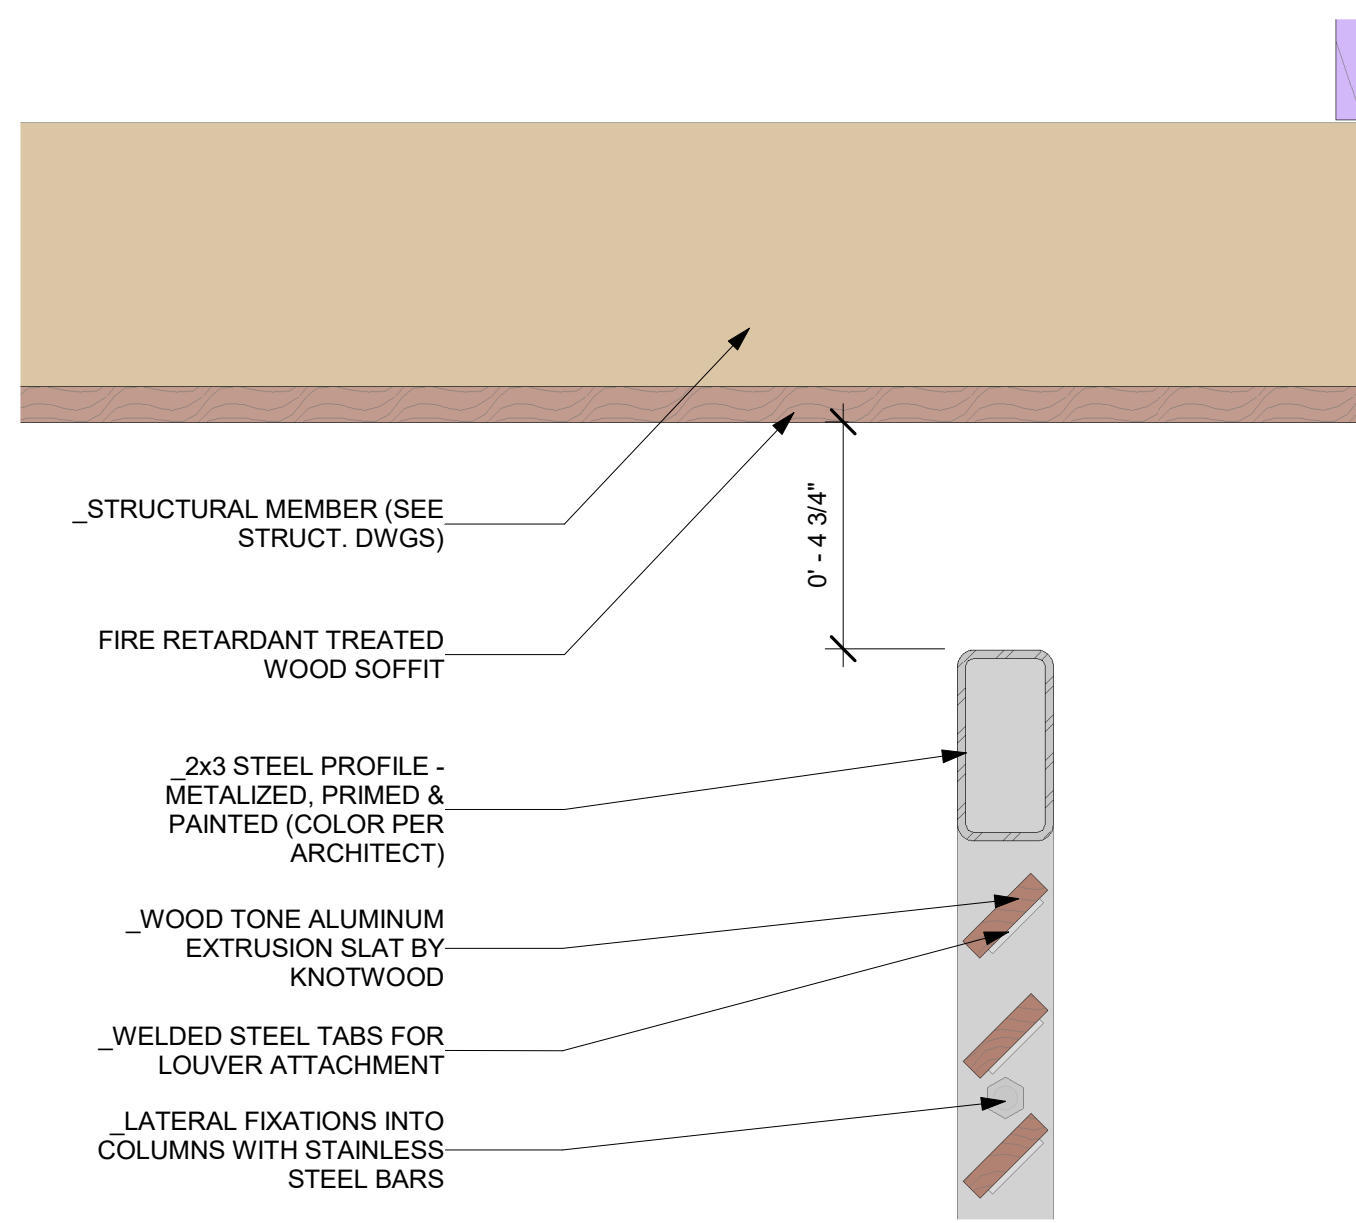 _STRUCTURAL MEMBER (SEE
STRUCT. DWGS)
0' - 4 3/4"
FIRE RETARDANT TREATED
WOOD SOFFIT
_2x3 STEEL PROFILE -
METALIZED, PRIMED &
PAINTED (COLOR PER
ARCHITECT)
_WOOD TONE ALUMINUM
EXTRUSION SLAT BY
KNOTWOOD
_WELDED STEEL TABS FOR
LOUVER ATTACHMENT
_LATERAL FIXATIONS INTO
COLUMNS WITH STAINLESS
STEEL BARS